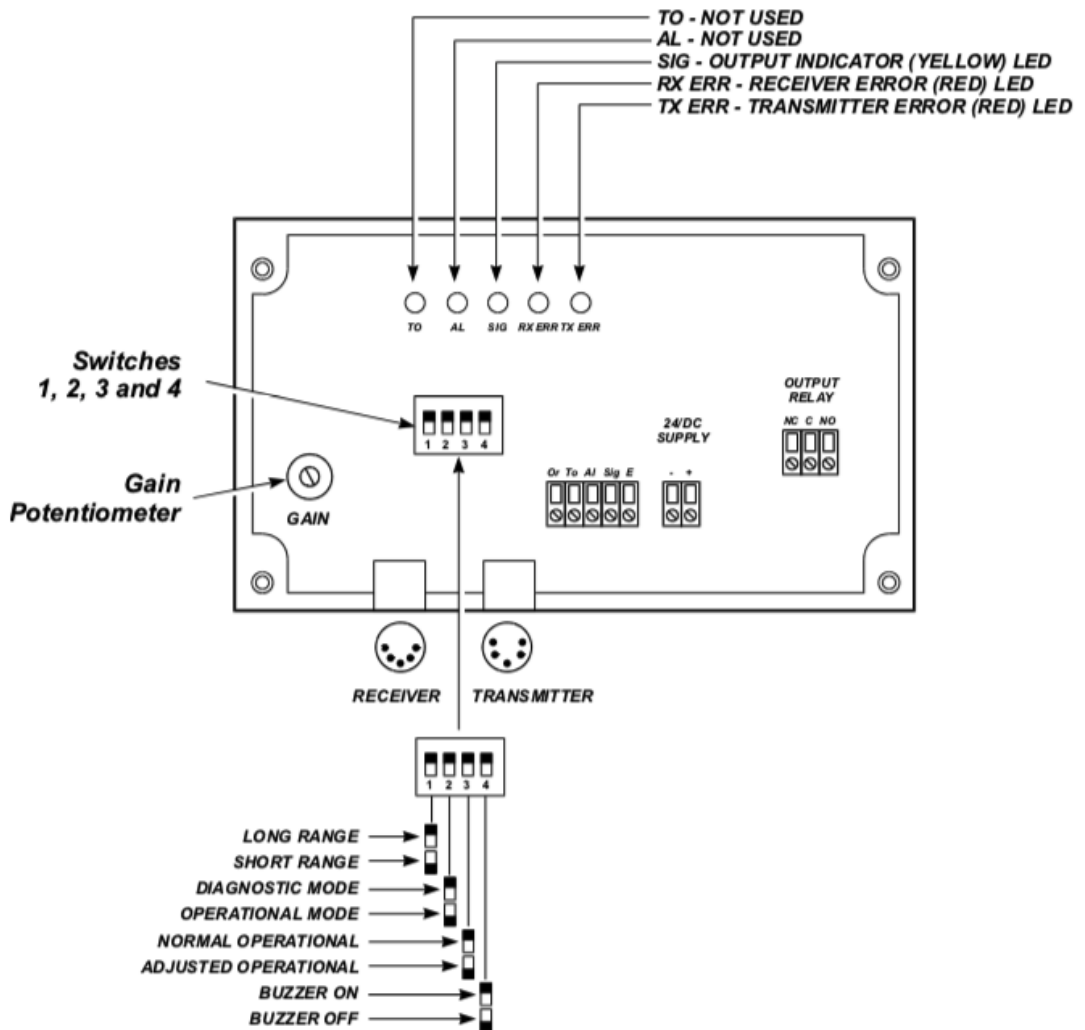 TO - NOT USED
AL - NOT USED
SIG - OUTPUT INDICATOR (YELLOW) LED
RX ERR - RECEIVER ERROR (RED) LED
TX ERR - TRANSMITTER ERROR (RED) LED
TO AL SIG RX ERR TX ERR
Switches
1, 2, 3 and 4
1 2 3 4
Gain
Potentiometer
GAIN
OUTPUT
RELAY
NC C NO
24/DC
SUPPLY
- +
Or To Al Sig E
RECEIVER
TRANSMITTER
1 2 3 4
LONG RANGE
SHORT RANGE
DIAGNOSTIC MODE
OPERATIONAL MODE
NORMAL OPERATIONAL
ADJUSTED OPERATIONAL
BUZZER ON
BUZZER OFF